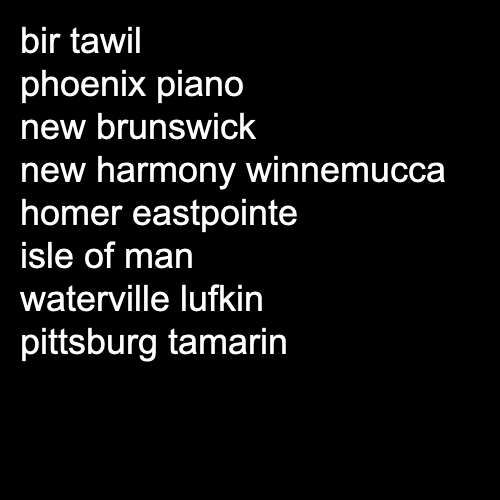 bir tawil
phoenix piano
new brunswick
new harmony winnemucca
homer eastpointe
isle of man
waterville lufkin
pittsburg tamarin